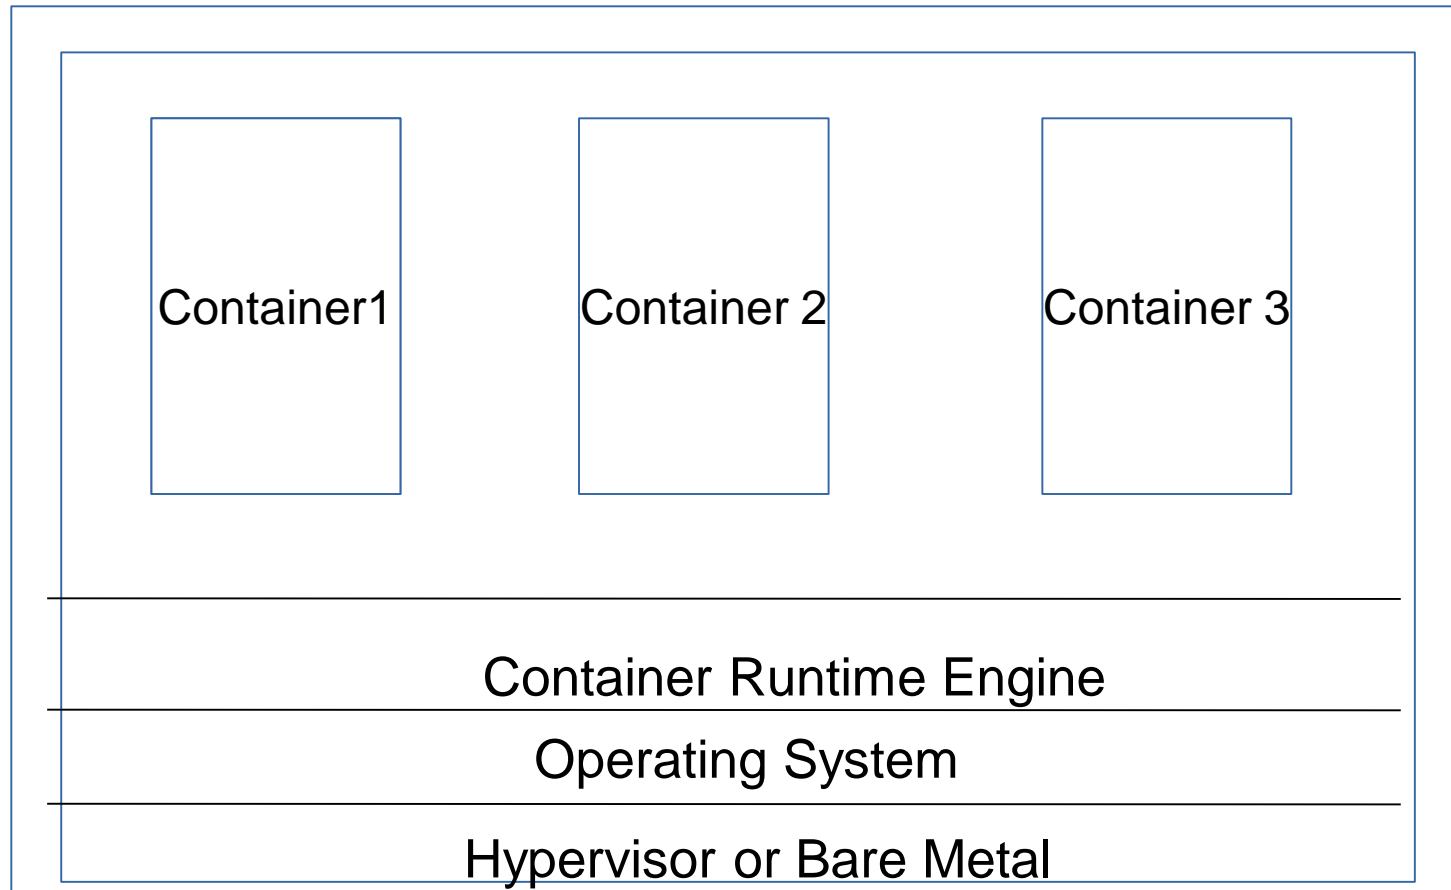 Container1
Container 2
Container 3
Container Runtime Engine
Operating System
Hypervisor or Bare Metal